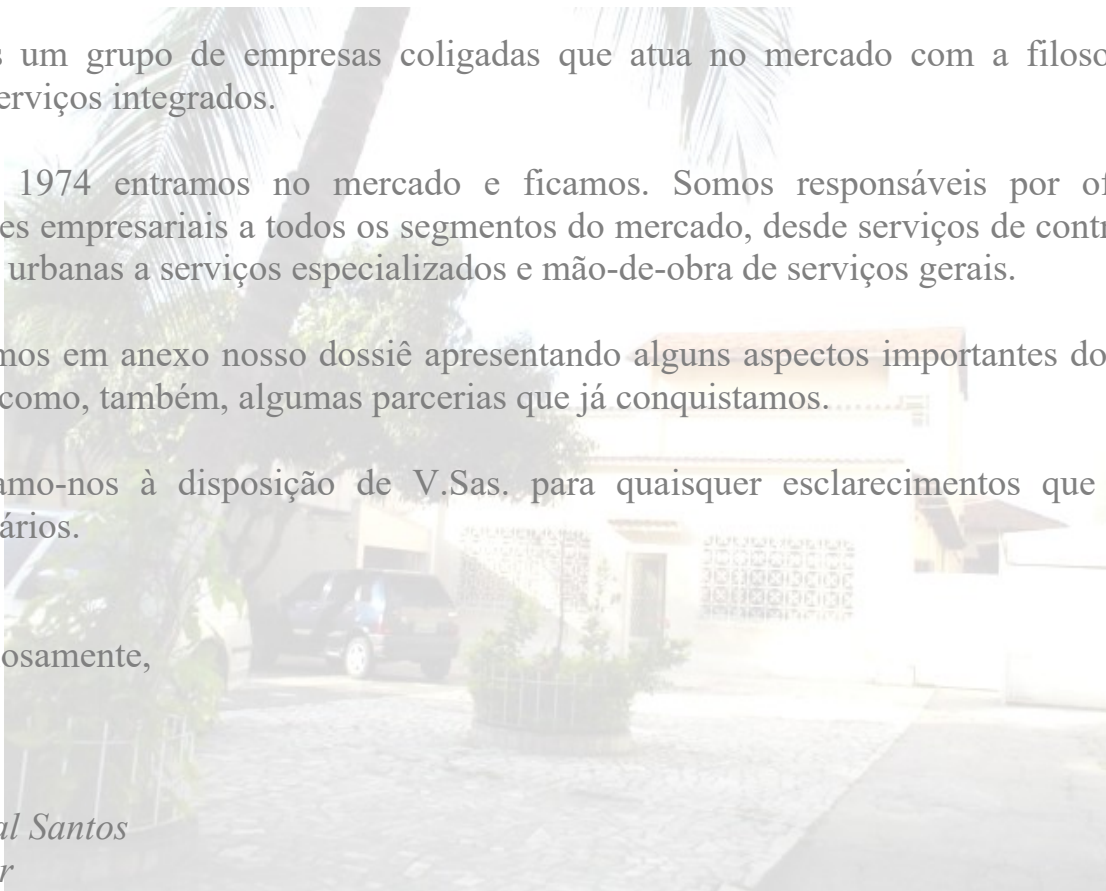 s um grupo de empresas coligadas que atua no mercado com a filoso
erviços integrados.
1974 entramos no mercado e ficamos. Somos responsáveis por of
es empresariais a todos os segmentos do mercado, desde serviços de contr
urbanas a serviços especializados e mão-de-obra de serviços gerais.
mos em anexo nosso dossiê apresentando alguns aspectos importantes do
como, também, algumas parcerias que já conquistamos.
amo-nos à disposição de V.Sas. para quaisquer esclarecimentos que
ários.
osamente,
al Santos
r